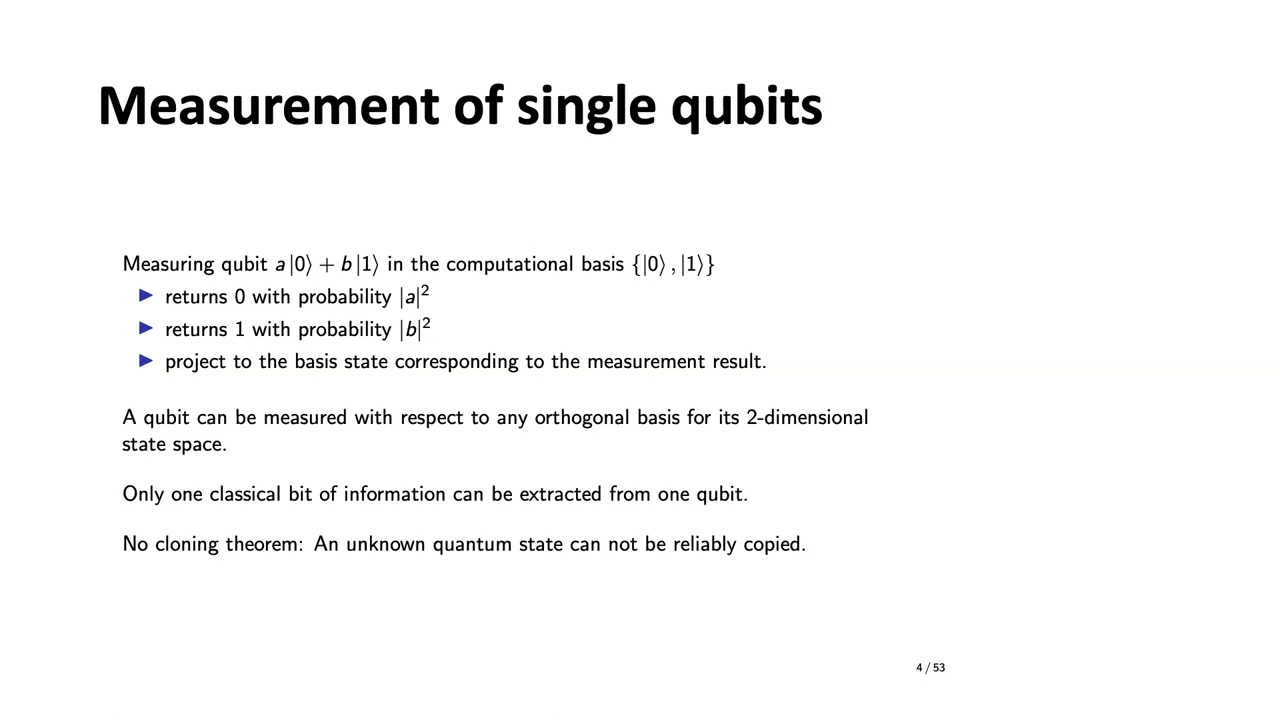 Measurement of single qubits
Measuring qubit a |0⟩ + b |1⟩ in the computational basis {|0⟩ , |1⟩}
▶ returns 0 with probability |a|²
▶ returns 1 with probability |b|²
▶ project to the basis state corresponding to the measurement result.
A qubit can be measured with respect to any orthogonal basis for its 2-dimensional
state space.
Only one classical bit of information can be extracted from one qubit.
No cloning theorem: An unknown quantum state can not be reliably copied.
4 / 53